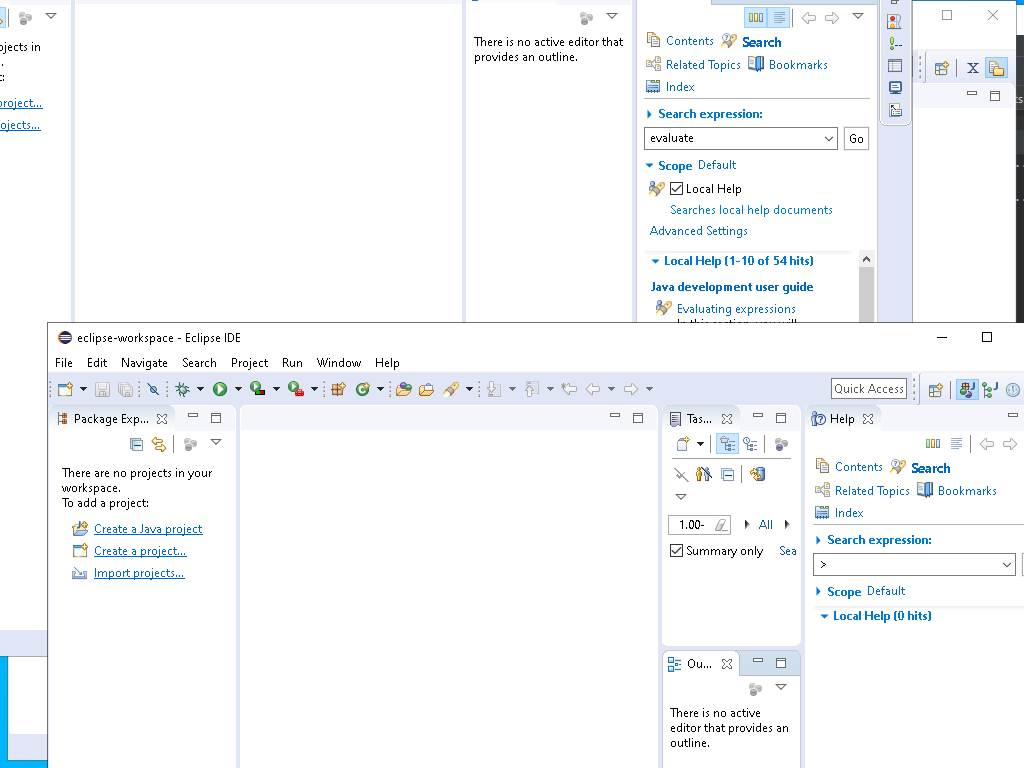 ojects in
.
:
project...
ojects...
There is no active editor that
provides an outline.
Contents
Search
Related Topics
Bookmarks
Index
Search expression:
evaluate
Go
Scope
Default
Local Help
Searches local help documents
Advanced Settings
Local Help (1-10 of 54 hits)
Java development user guide
Evaluating expressions
eclipse-workspace - Eclipse IDE
File Edit Navigate Search Project Run Window Help
Quick Access
Package Exp...
There are no projects in your
workspace.
To add a project:
Create a Java project
Create a project...
Import projects...
Tas...
1.00-
All
Summary only
Sea
Ou...
There is no active
editor that provides an
outline.
Help
Contents
Search
Related Topics
Bookmarks
Index
Search expression:
>
Scope
Default
Local Help (0 hits)